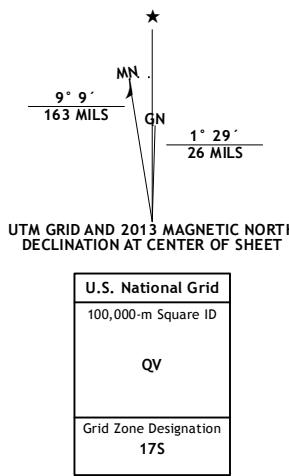 MN
9° 9´
163 MILS
GN
1° 29´
26 MILS
UTM GRID AND 2013 MAGNETIC NORTH
DECLINATION AT CENTER OF SHEET
U.S. National Grid
100,000-m Square ID
QV
Grid Zone Designation
17S